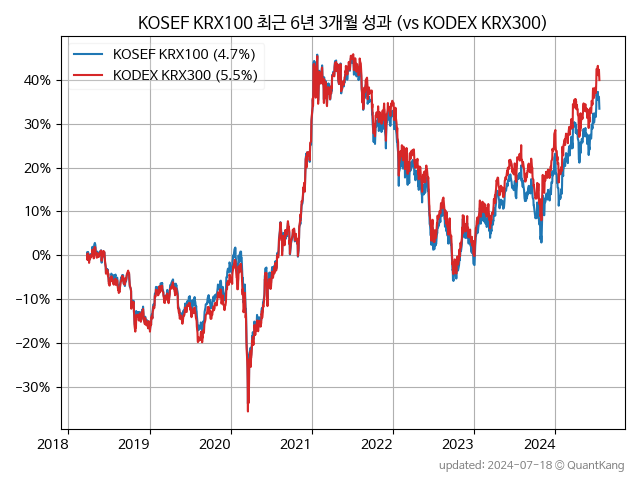 KOSEF KRX100 최근 6년 3개월 성과 (vs KODEX KRX300)
KOSEF KRX100 (4.7%)
KODEX KRX300 (5.5%)
40%
30%
20%
10%
0%
−10%
−20%
−30%
2018 2019 2020 2021 2022 2023 2024
updated: 2024-07-18 © QuantKang